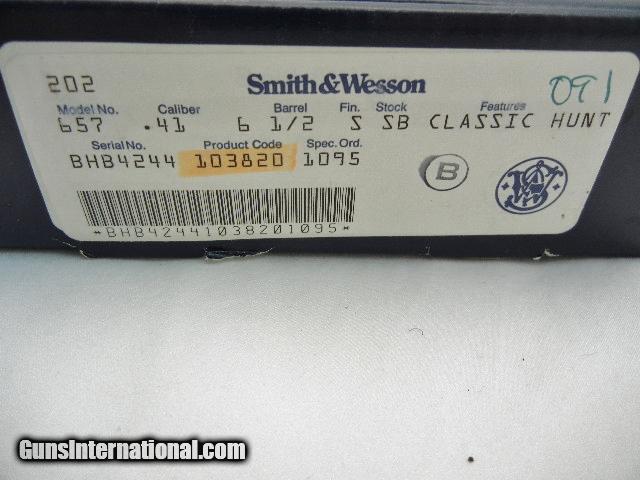 202 Smith&Wesson 091
Model No. Caliber Barrel Fin. Stock Features
657 .41 6 1/2 S SB CLASSIC HUNT
Serial No. Product Code Spec. Ord.
BHB4244 103820 1095
B
*BHB42441038201095*
GunsInternational.com